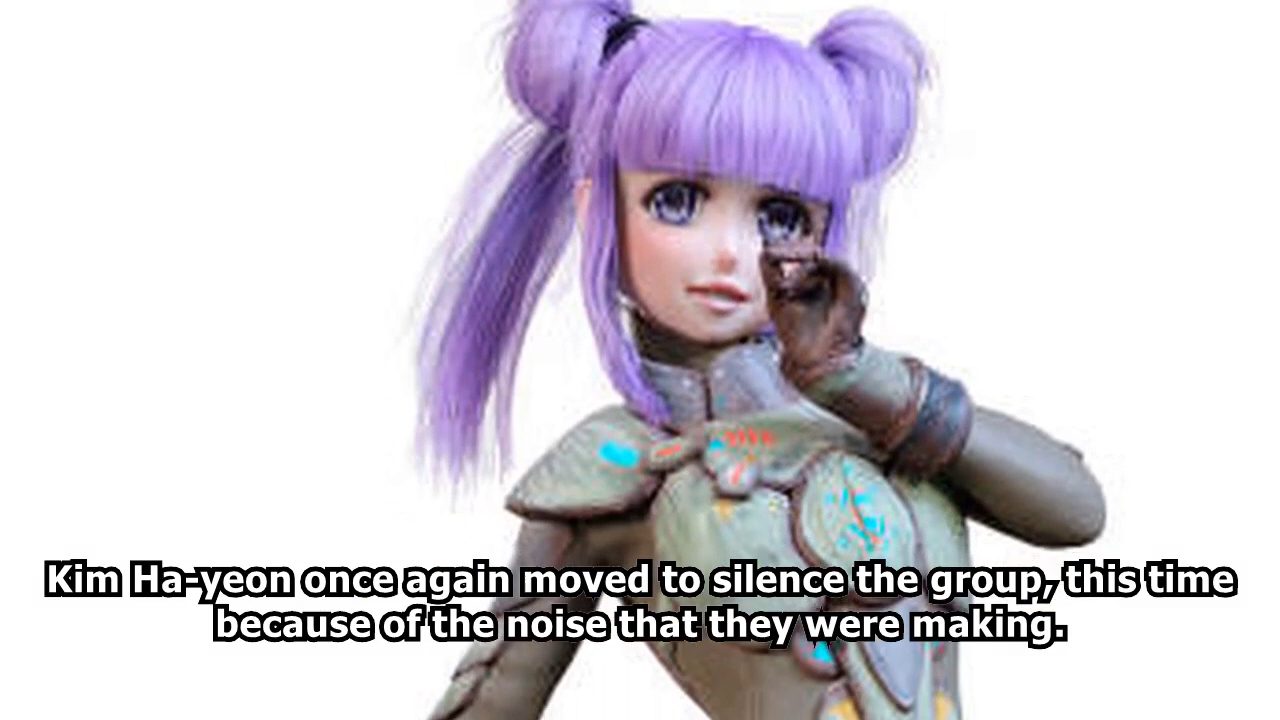 Kim Ha-yeon once again moved to silence the group, this time
because of the noise that they were making.